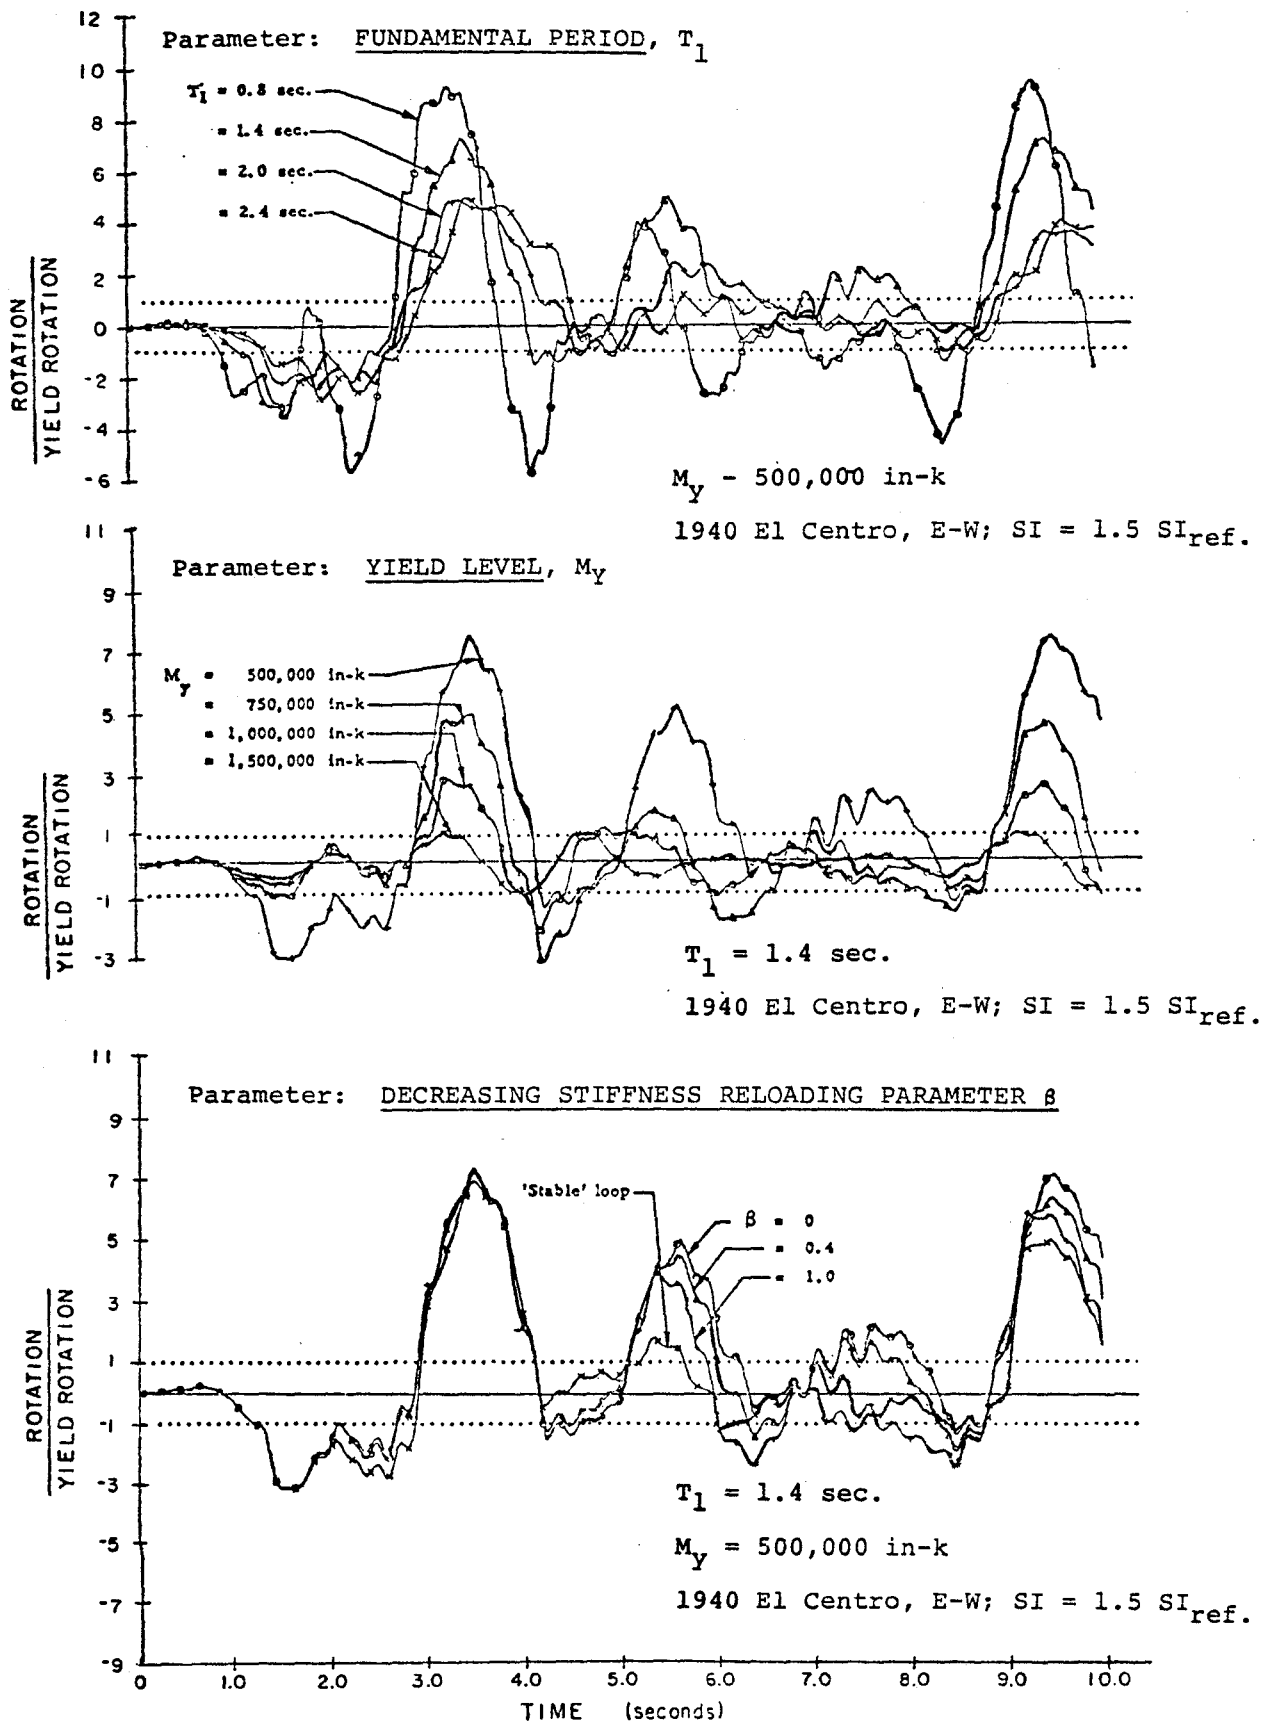 12
10
8
6
4
2
0
-2
-4
-6
ROTATION
YIELD ROTATION
Parameter: FUNDAMENTAL PERIOD, T1
T1 = 0.8 sec.
= 1.4 sec.
= 2.0 sec.
= 2.4 sec.
My - 500,000 in-k
1940 El Centro, E-W; SI = 1.5 SIref.
11
9
7
5
3
1
-1
-3
ROTATION
YIELD ROTATION
Parameter: YIELD LEVEL, My
My = 500,000 in-k
= 750,000 in-k
= 1,000,000 in-k
= 1,500,000 in-k
T1 = 1.4 sec.
1940 El Centro, E-W; SI = 1.5 SIref.
11
9
7
5
3
1
-1
-3
-5
-7
-9
ROTATION
YIELD ROTATION
Parameter: DECREASING STIFFNESS RELOADING PARAMETER β
'Stable' loop
β = 0
= 0.4
= 1.0
T1 = 1.4 sec.
My = 500,000 in-k
1940 El Centro, E-W; SI = 1.5 SIref.
0 1.0 2.0 3.0 4.0 5.0 6.0 7.0 8.0 9.0 10.0
TIME (seconds)